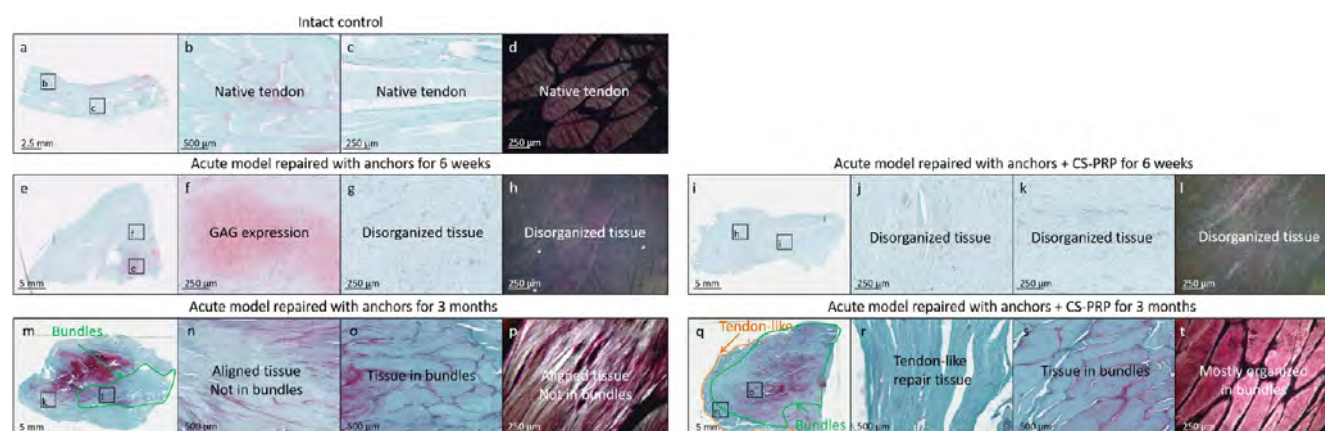 Intact control
a
b
c
2.5 mm
b
Native tendon
500 µm
c
Native tendon
250 µm
d
Native tendon
250 µm
Acute model repaired with anchors for 6 weeks
e
f
e
5 mm
f
GAG expression
250 µm
g
Disorganized tissue
250 µm
h
Disorganized tissue
250 µm
Acute model repaired with anchors + CS-PRP for 6 weeks
i
h
5 mm
j
Disorganized tissue
250 µm
k
Disorganized tissue
250 µm
l
Disorganized tissue
250 µm
Acute model repaired with anchors for 3 months
m
Bundles
k
5 mm
n
Aligned tissue
Not in bundles
500 µm
o
Tissue in bundles
500 µm
p
Aligned tissue
Not in bundles
250 µm
Acute model repaired with anchors + CS-PRP for 3 months
q
Tendon-like
Bundles
5 mm
r
Tendon-like
repair tissue
500 µm
s
Tissue in bundles
500 µm
t
Mostly organized
in bundles
250 µm